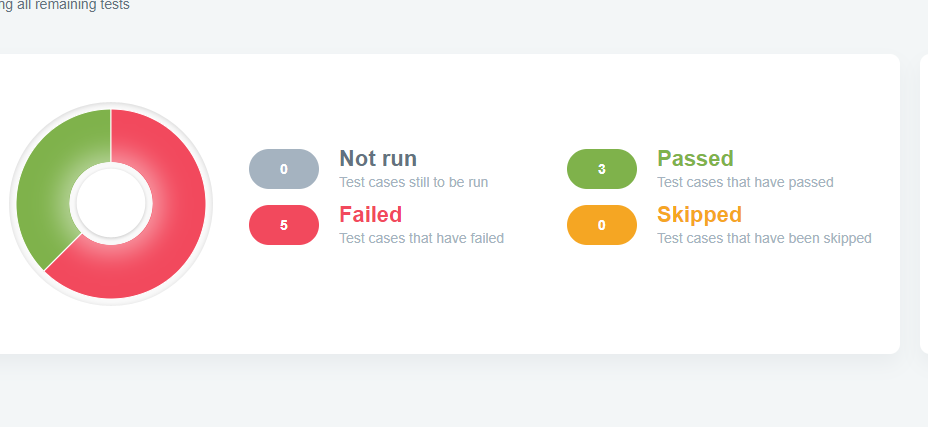 all remaining tests
0
Not run
Test cases still to be run
3
Passed
Test cases that have passed
5
Failed
Test cases that have failed
0
Skipped
Test cases that have been skipped